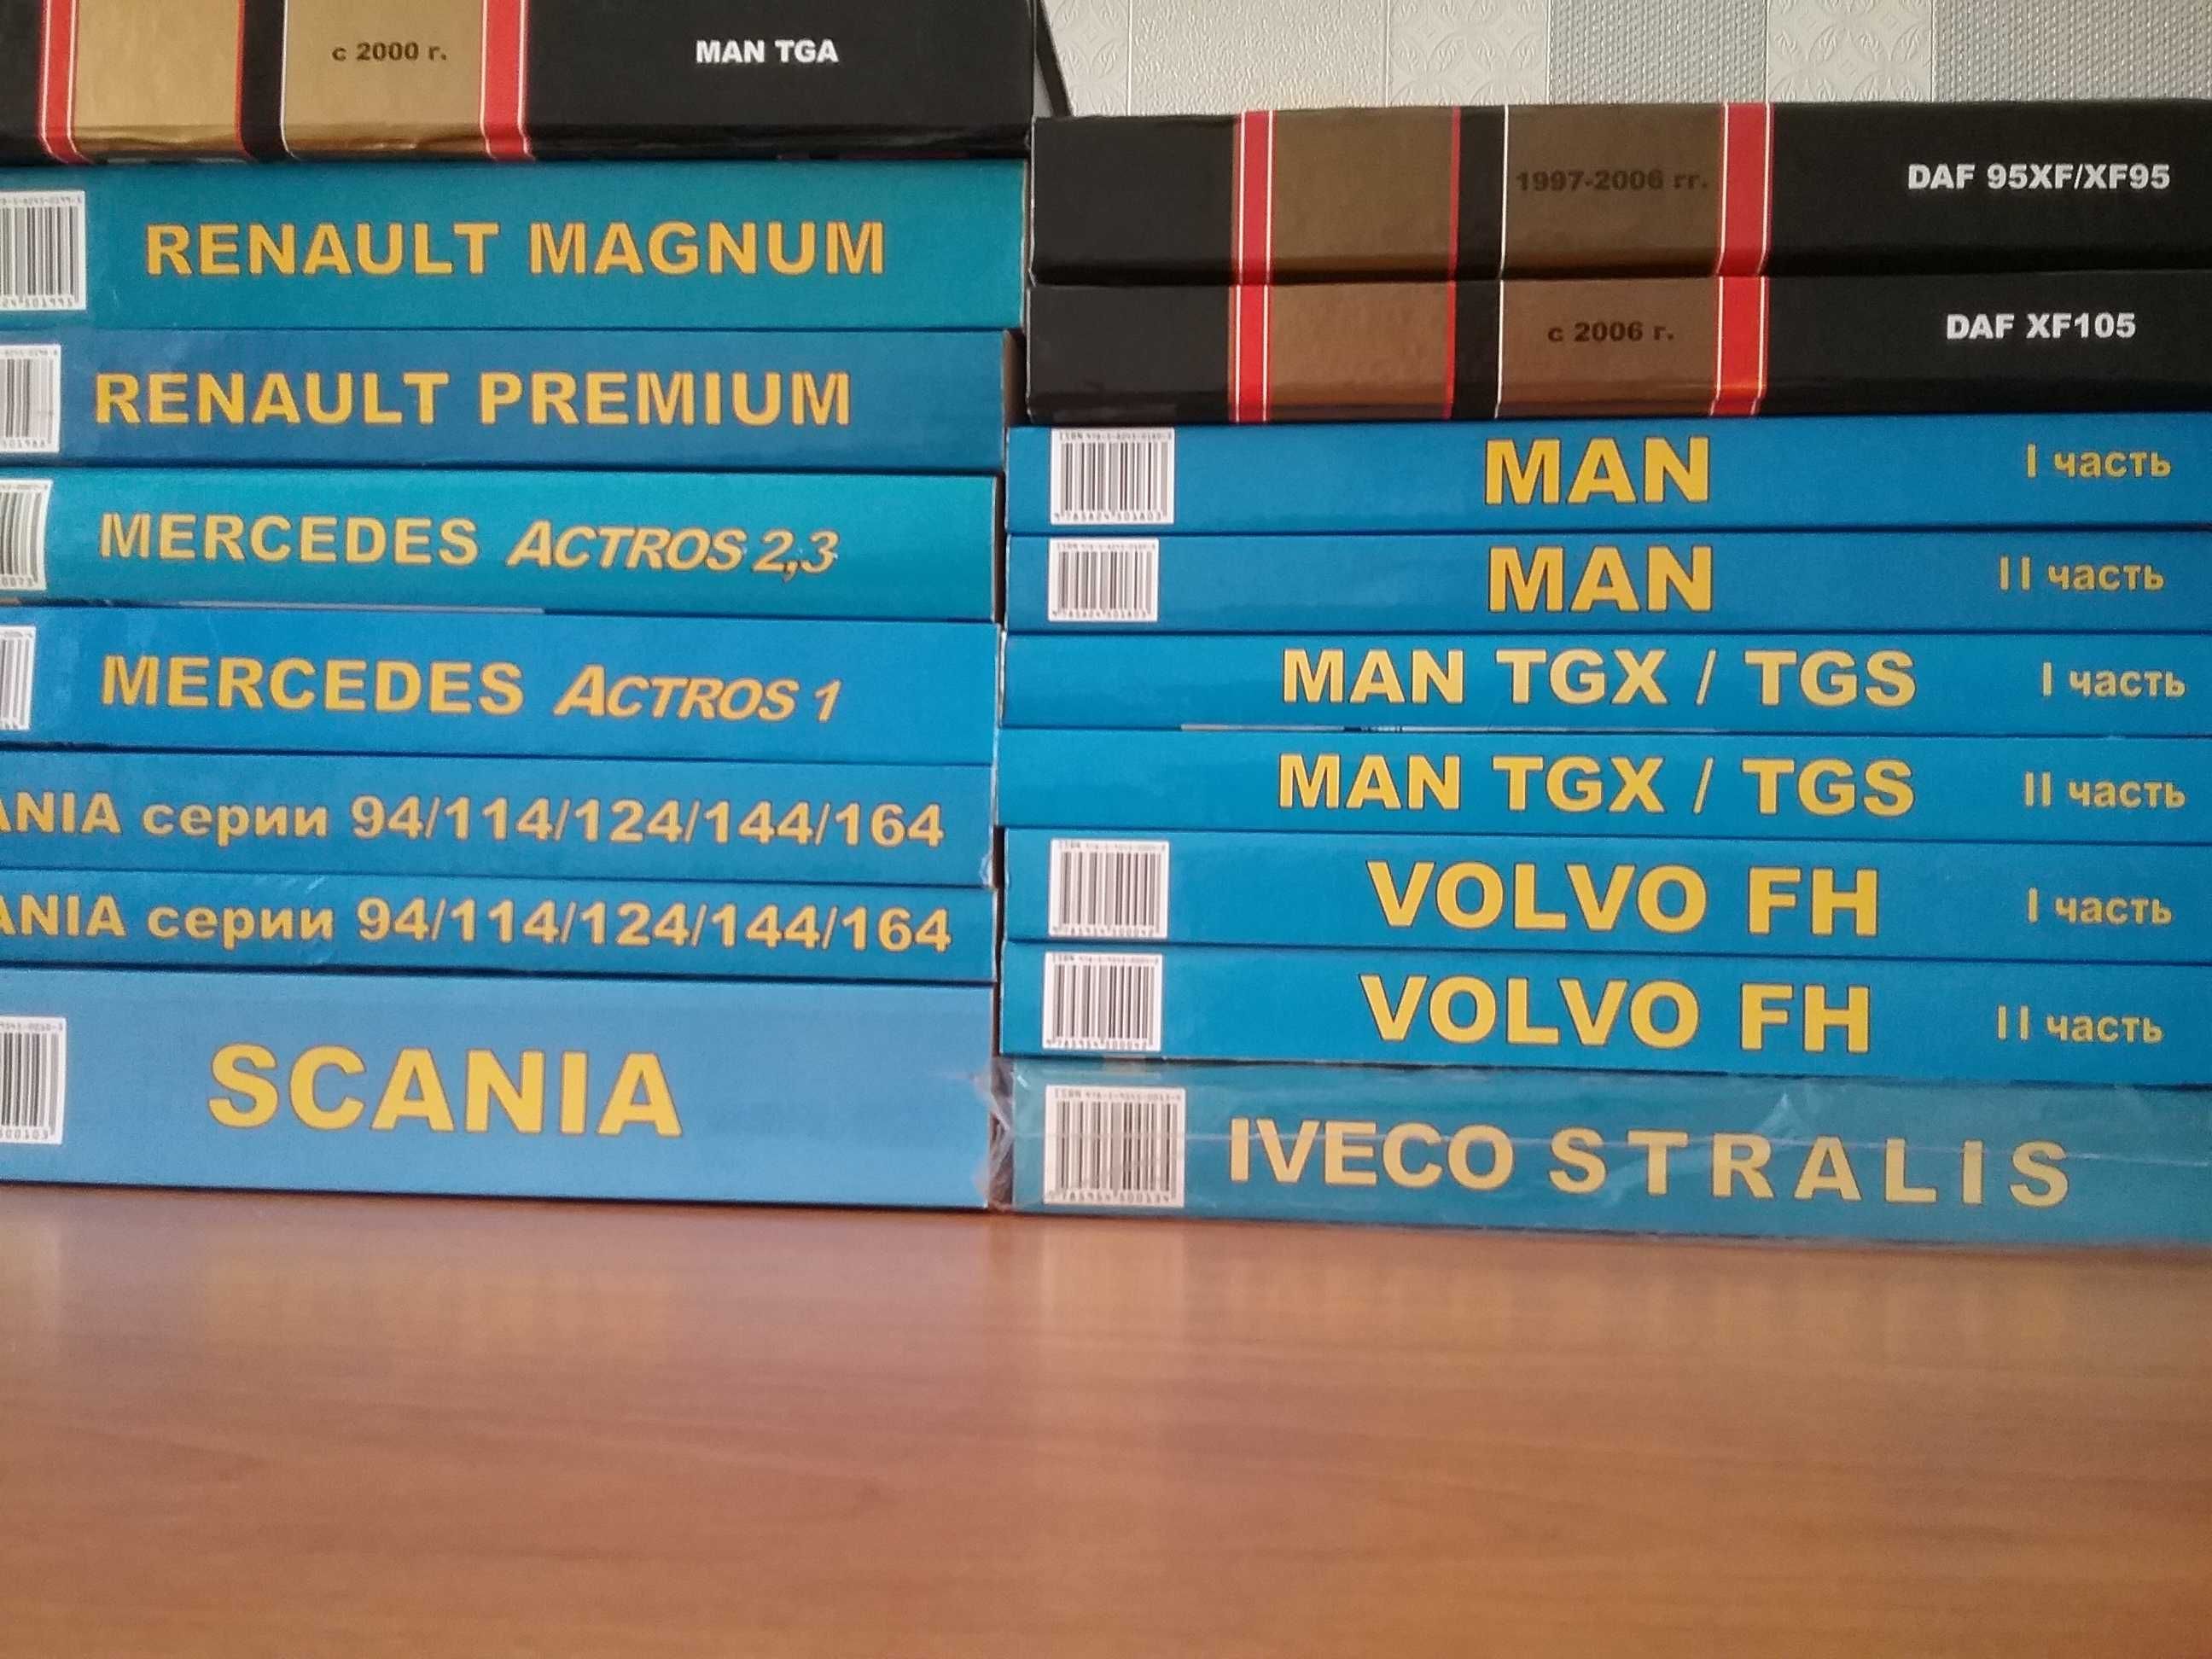 с 2000 г. MAN TGA
RENAULT MAGNUM
RENAULT PREMIUM
MERCEDES ACTROS 2,3
MERCEDES ACTROS 1
ANIA серии 94/114/124/144/164
ANIA серии 94/114/124/144/164
SCANIA
1997-2006 гг. DAF 95XF/XF95
с 2006 г. DAF XF105
MAN I часть
MAN II часть
MAN TGX / TGS I часть
MAN TGX / TGS II часть
VOLVO FH I часть
VOLVO FH II часть
IVECO STRALIS